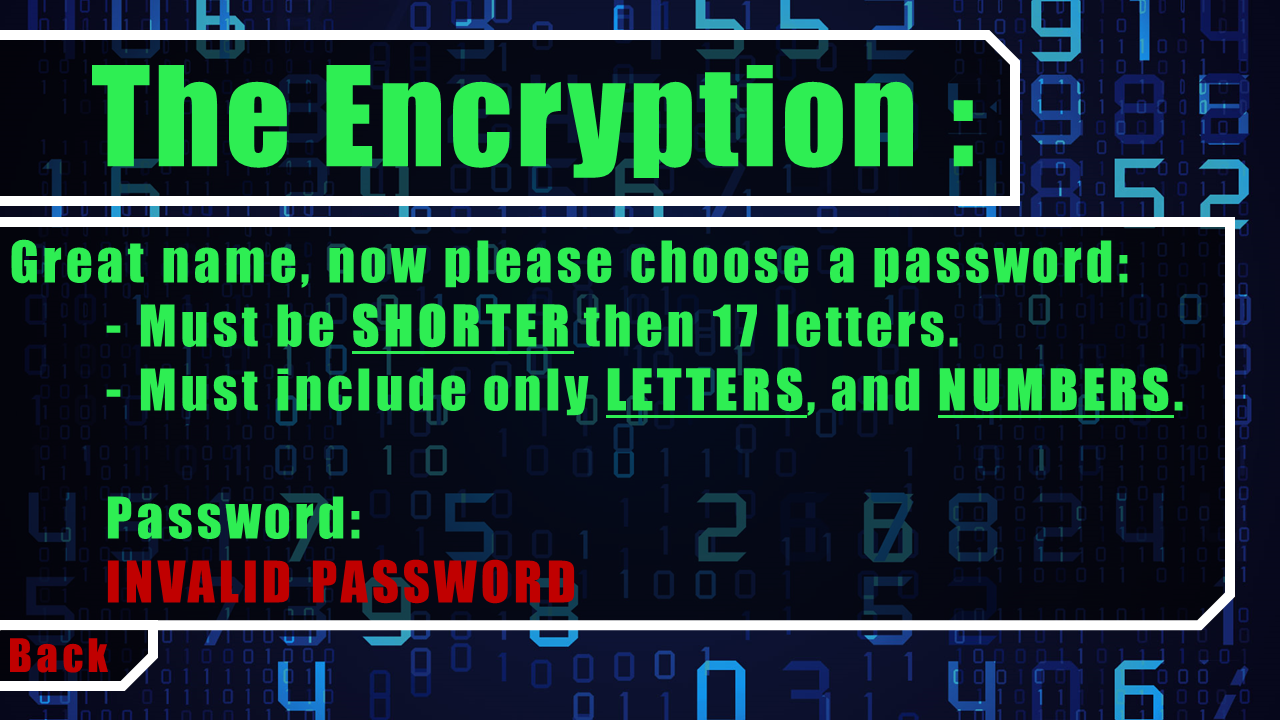 The Encryption :
Great name, now please choose a password:
- Must be SHORTER then 17 letters.
- Must include only LETTERS, and NUMBERS.
Password:
INVALID PASSWORD
Back